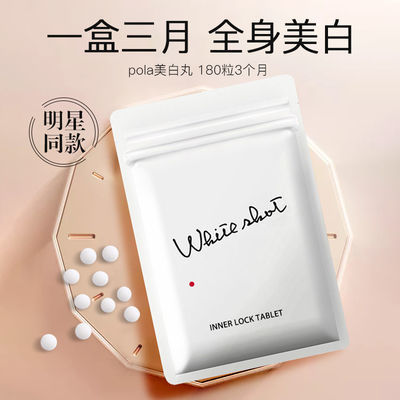 一盒三月 全身美白
pola美白丸 180粒3个月
明星
同款
White shot
INNER LOCK TABLET